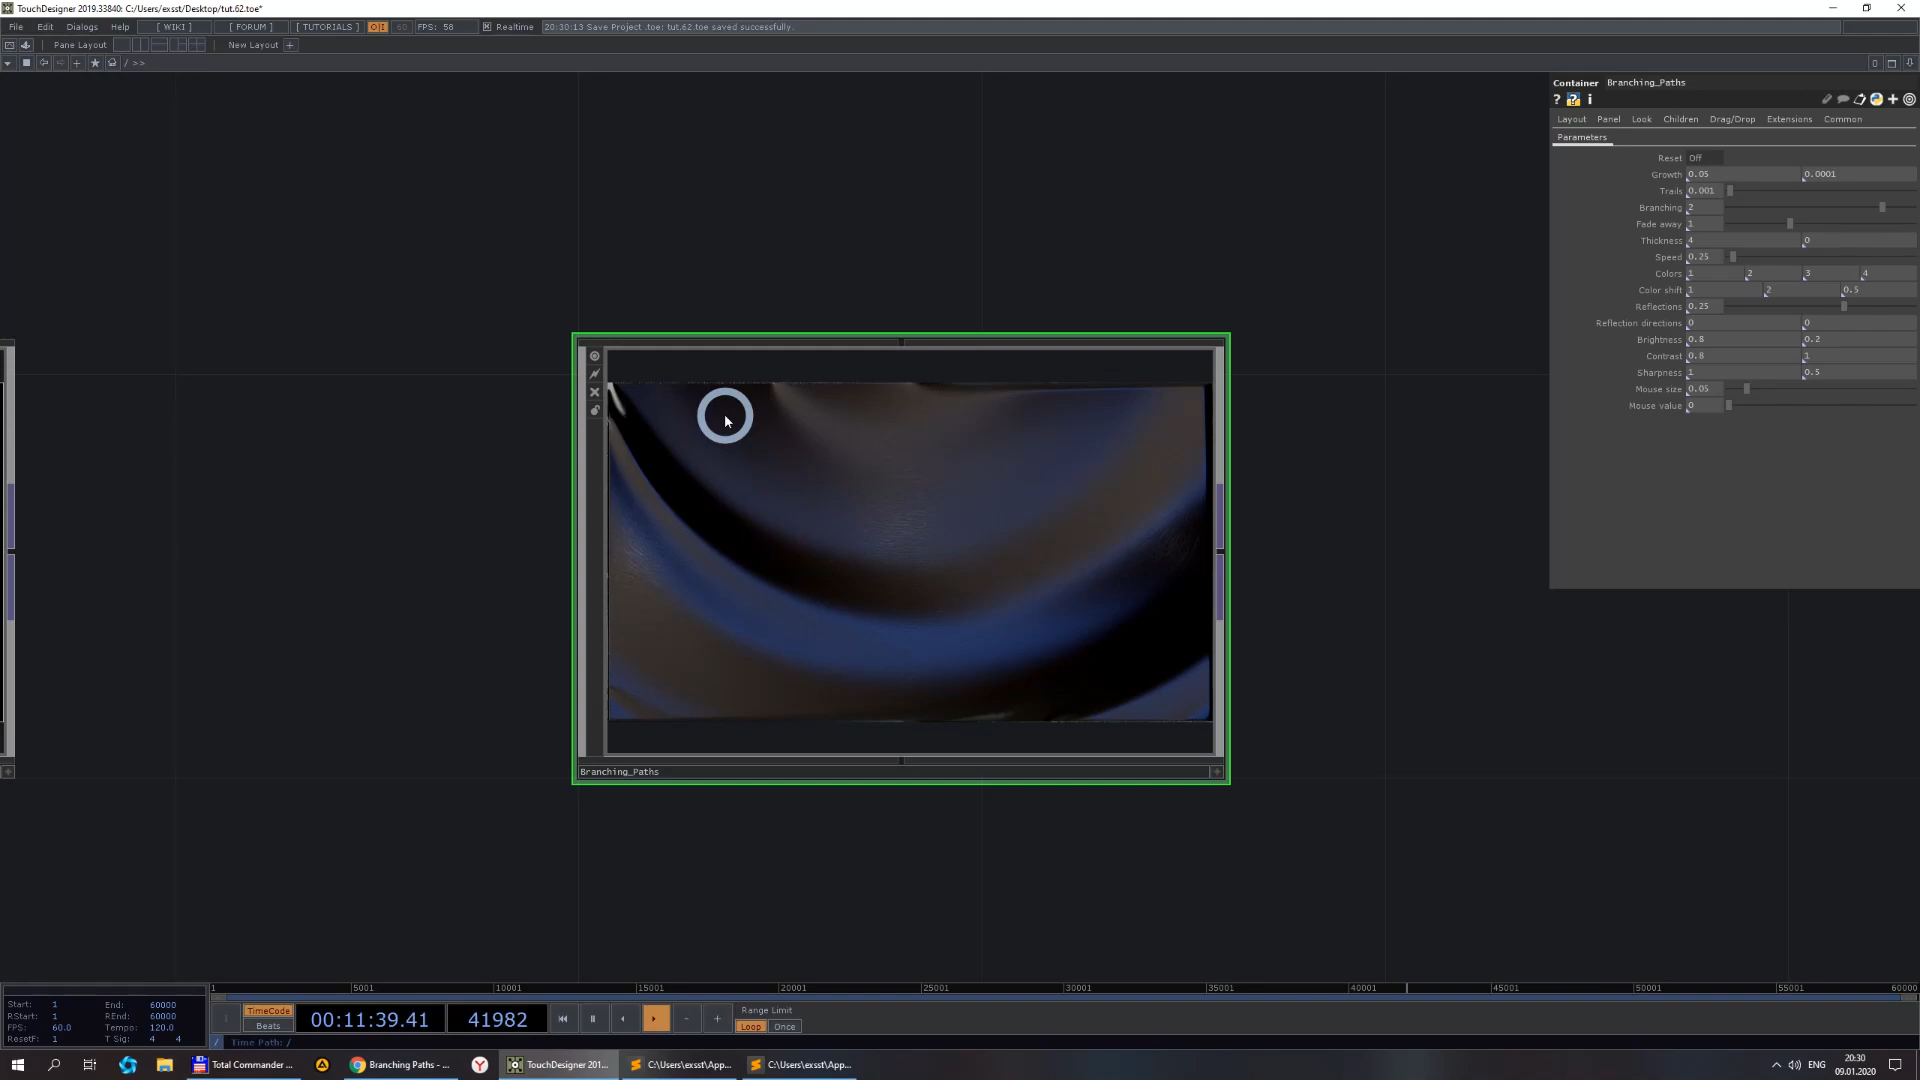 TouchDesigner 2019.33840: C:/Users/exsst/Desktop/tut.62.toe*
File Edit Dialogs Help [ WIKI ] [ FORUM ] [ TUTORIALS ] O|I 60 FPS: 58 Realtime 20:30:13 Save Project .toe: tut.62.toe saved successfully.
Pane Layout New Layout +
/ >>
Container Branching_Paths
? ? i
Layout Panel Look Children Drag/Drop Extensions Common
Parameters
Reset Off
Growth 0.05 0.0001
Trails 0.001
Branching 2
Fade away 1
Thickness 4 0
Speed 0.25
Colors 1 2 3 4
Color shift 1 2 0.5
Reflections 0.25
Reflection directions 0 0
Brightness 0.8 0.2
Contrast 0.8 1
Sharpness 1 0.5
Mouse size 0.05
Mouse value 0
Branching_Paths
1 5001 10001 15001 20001 25001 30001 35001 40001 45001 50001 55001 60000
Start: 1 End: 60000
RStart: 1 REnd: 60000
FPS: 60.0 Tempo: 120.0
ResetF: 1 T Sig: 4 4
TimeCode
Beats
00:11:39.41 41982
Range Limit
Loop Once
/ Time Path: /
Total Commander ... Branching Paths - ... TouchDesigner 201... C:\Users\exsst\App... C:\Users\exsst\App...
ENG
20:30
09.01.2020